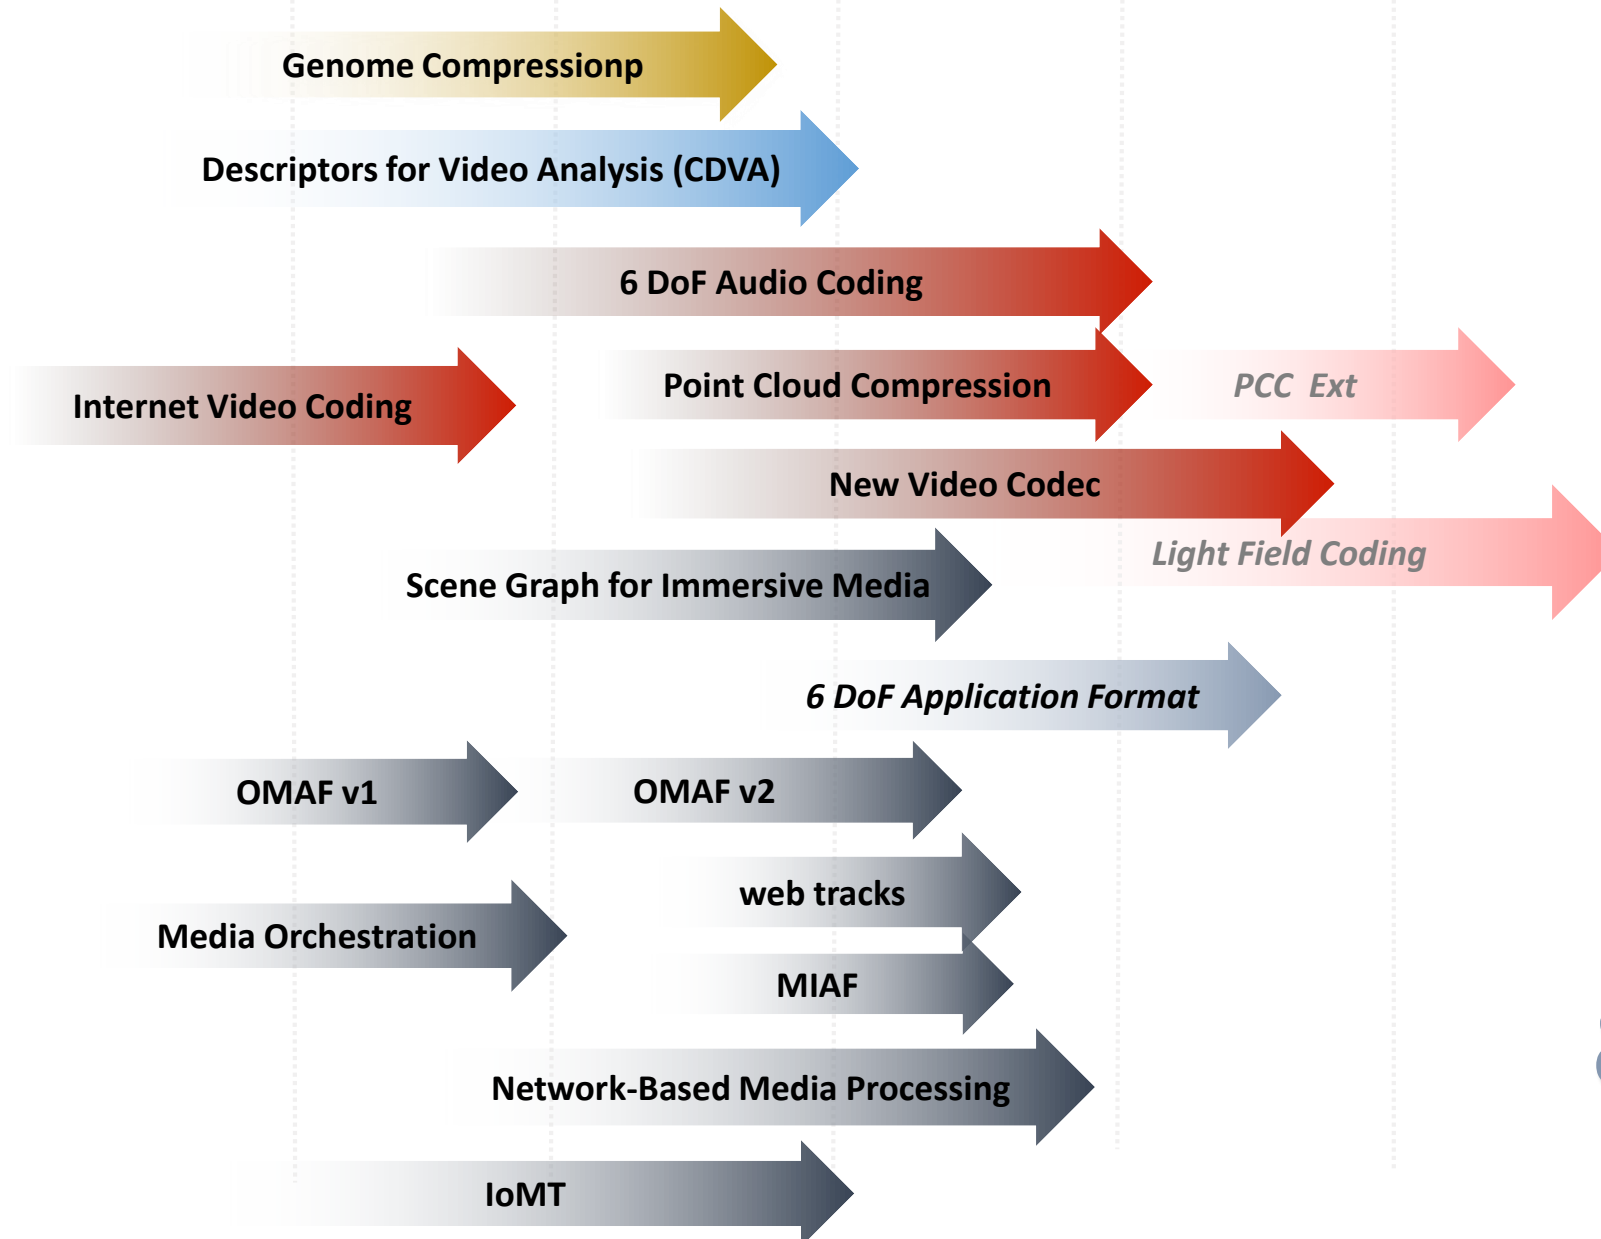 Genome Compressionp
Descriptors for Video Analysis (CDVA)
6 DoF Audio Coding
Point Cloud Compression
PCC Ext
Internet Video Coding
New Video Codec
Light Field Coding
Scene Graph for Immersive Media
6 DoF Application Format
OMAF v1
OMAF v2
web tracks
Media Orchestration
MIAF
Network-Based Media Processing
IoMT